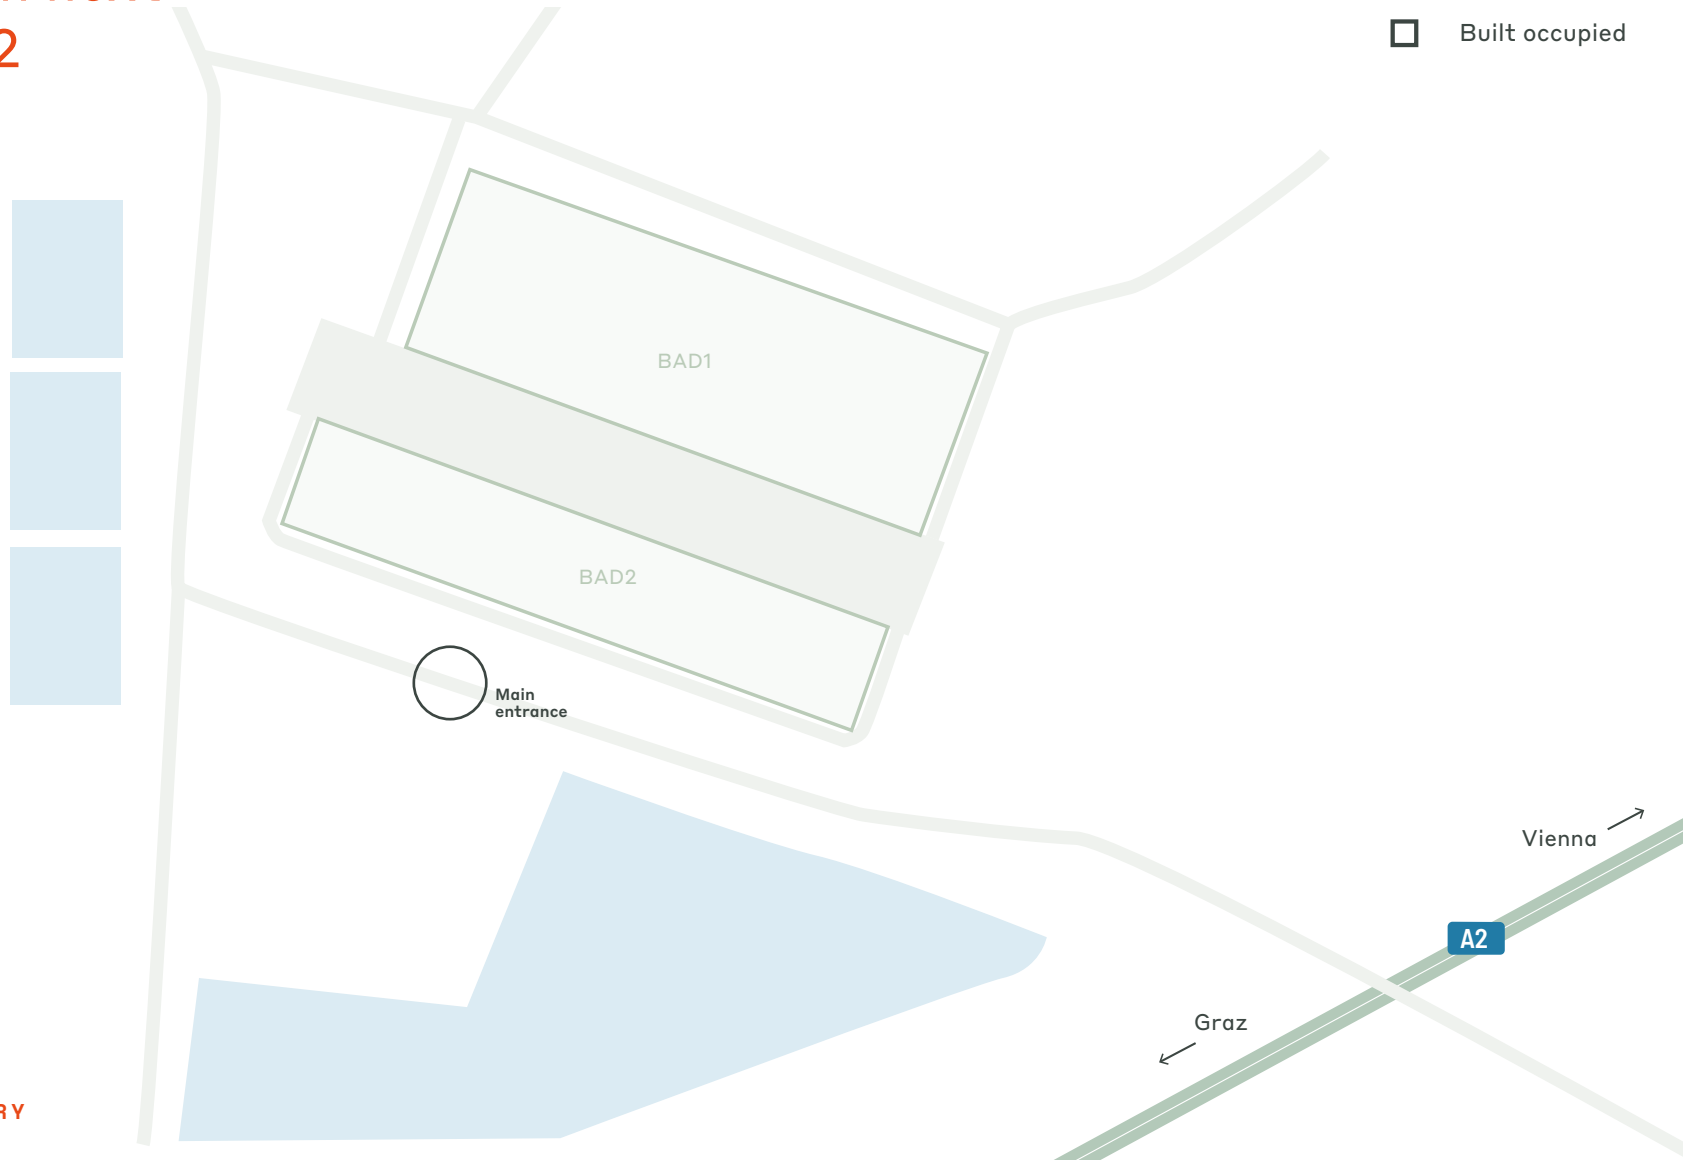 2
Built occupied
BAD1
BAD2
Main
entrance
Vienna
A2
Graz
RY